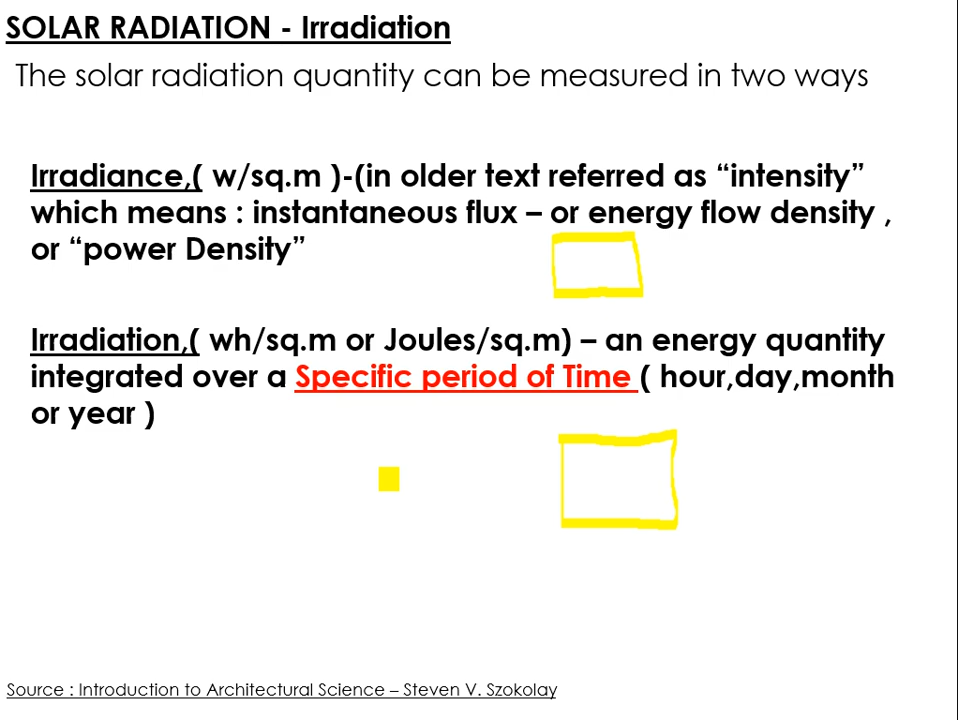 SOLAR RADIATION - Irradiation
The solar radiation quantity can be measured in two ways
Irradiance,( w/sq.m )-(in older text referred as “intensity”
which means : instantaneous flux – or energy flow density ,
or “power Density”
Irradiation,( wh/sq.m or Joules/sq.m) – an energy quantity
integrated over a Specific period of Time ( hour,day,month
or year )
Source : Introduction to Architectural Science – Steven V. Szokolay